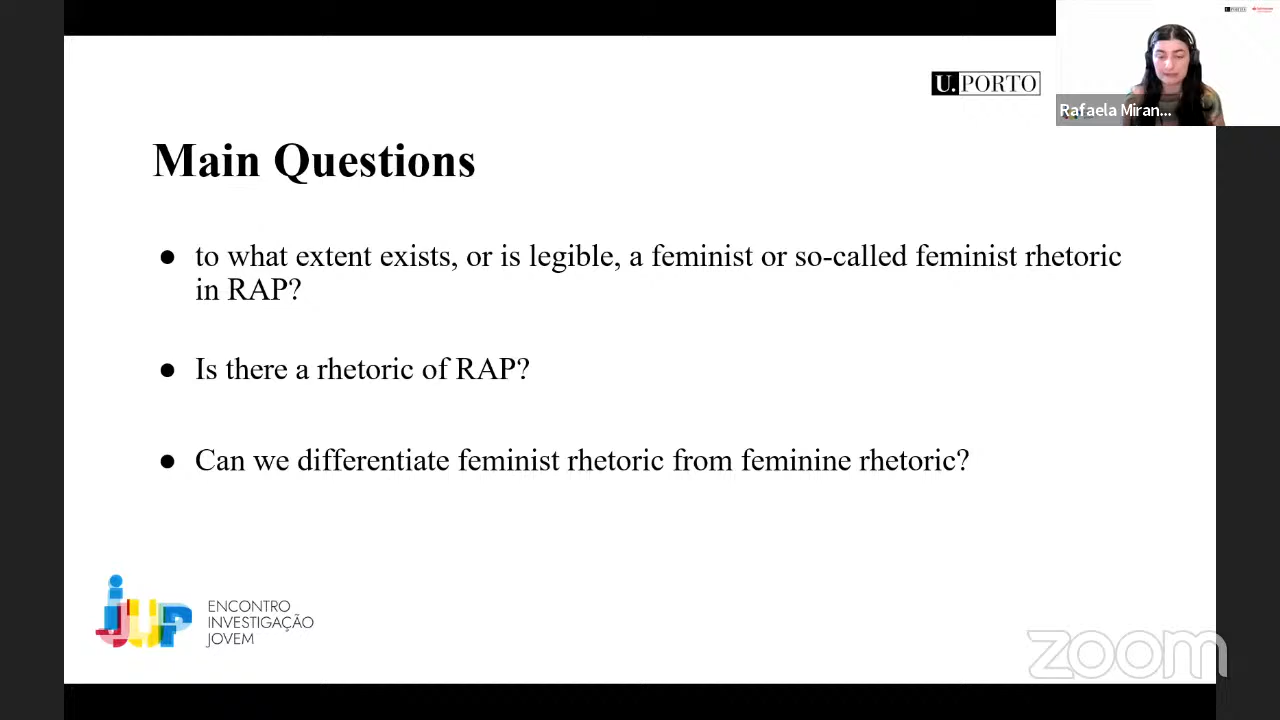 U. PORTO
Rafaela Miran...
Main Questions
● to what extent exists, or is legible, a feminist or so-called feminist rhetoric
in RAP?
● Is there a rhetoric of RAP?
● Can we differentiate feminist rhetoric from feminine rhetoric?
ijUP
ENCONTRO
INVESTIGAÇÃO
JOVEM
zoom